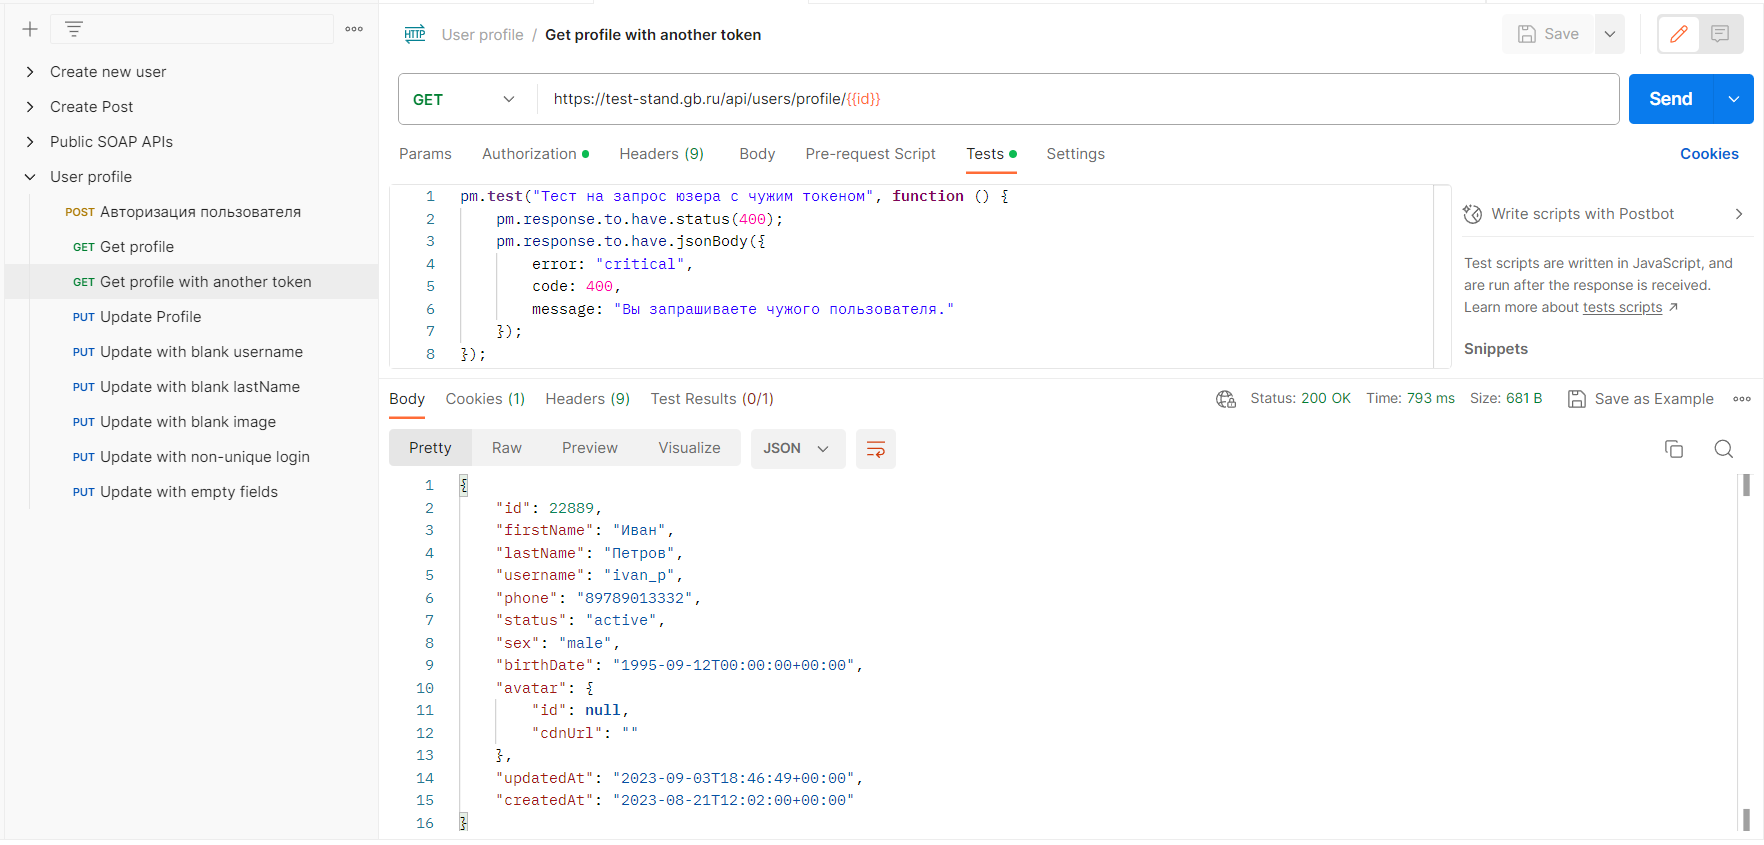 Create new user
Create Post
Public SOAP APIs
User profile
POST Авторизация пользователя
GET Get profile
GET Get profile with another token
PUT Update Profile
PUT Update with blank username
PUT Update with blank lastName
PUT Update with blank image
PUT Update with non-unique login
PUT Update with empty fields
HTTP User profile / Get profile with another token
Save
GET https://test-stand.gb.ru/api/users/profile/{{id}}
Send
Params Authorization Headers (9) Body Pre-request Script Tests Settings
Cookies
1 pm.test("Тест на запрос юзера с чужим токеном", function () {
2 pm.response.to.have.status(400);
3 pm.response.to.have.jsonBody({
4 error: "critical",
5 code: 400,
6 message: "Вы запрашиваете чужого пользователя."
7 });
8 });
Write scripts with Postbot
Test scripts are written in JavaScript, and
are run after the response is received.
Learn more about tests scripts ↗
Snippets
Body Cookies (1) Headers (9) Test Results (0/1)
Status: 200 OK Time: 793 ms Size: 681 B Save as Example
Pretty Raw Preview Visualize JSON
1 {
2 "id": 22889,
3 "firstName": "Иван",
4 "lastName": "Петров",
5 "username": "ivan_p",
6 "phone": "89789013332",
7 "status": "active",
8 "sex": "male",
9 "birthDate": "1995-09-12T00:00:00+00:00",
10 "avatar": {
11 "id": null,
12 "cdnUrl": ""
13 },
14 "updatedAt": "2023-09-03T18:46:49+00:00",
15 "createdAt": "2023-08-21T12:02:00+00:00"
16 }